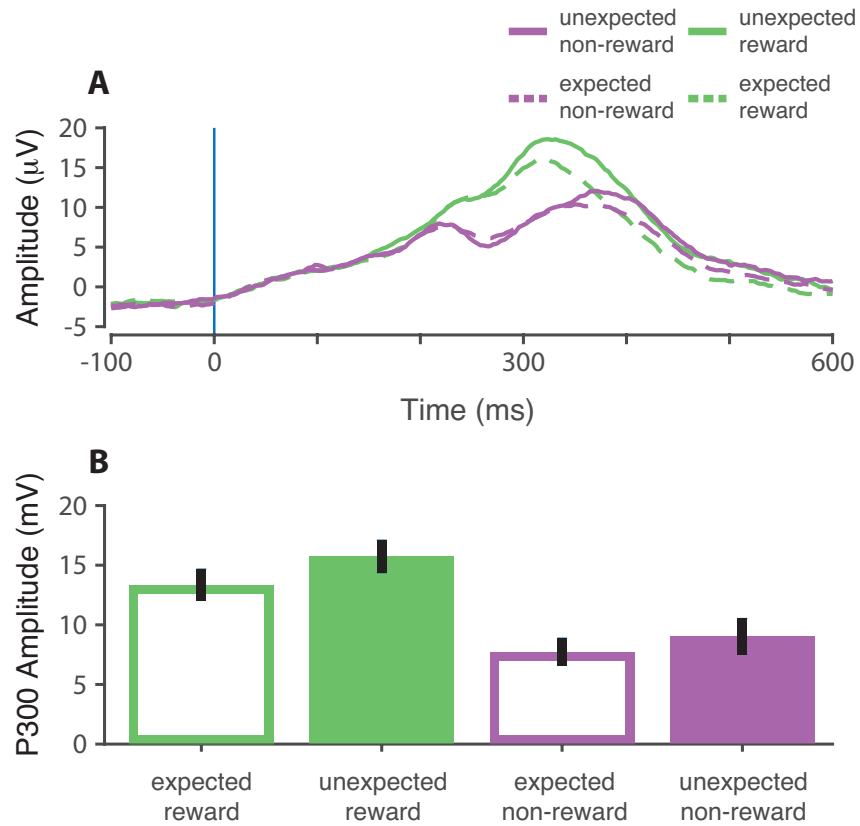 unexpected
non-reward
unexpected
reward
expected
non-reward
expected
reward
A
Amplitude (μV)
20
15
10
5
0
-5
-100
0
300
600
Time (ms)
B
P300 Amplitude (mV)
20
15
10
5
0
expected
reward
unexpected
reward
expected
non-reward
unexpected
non-reward